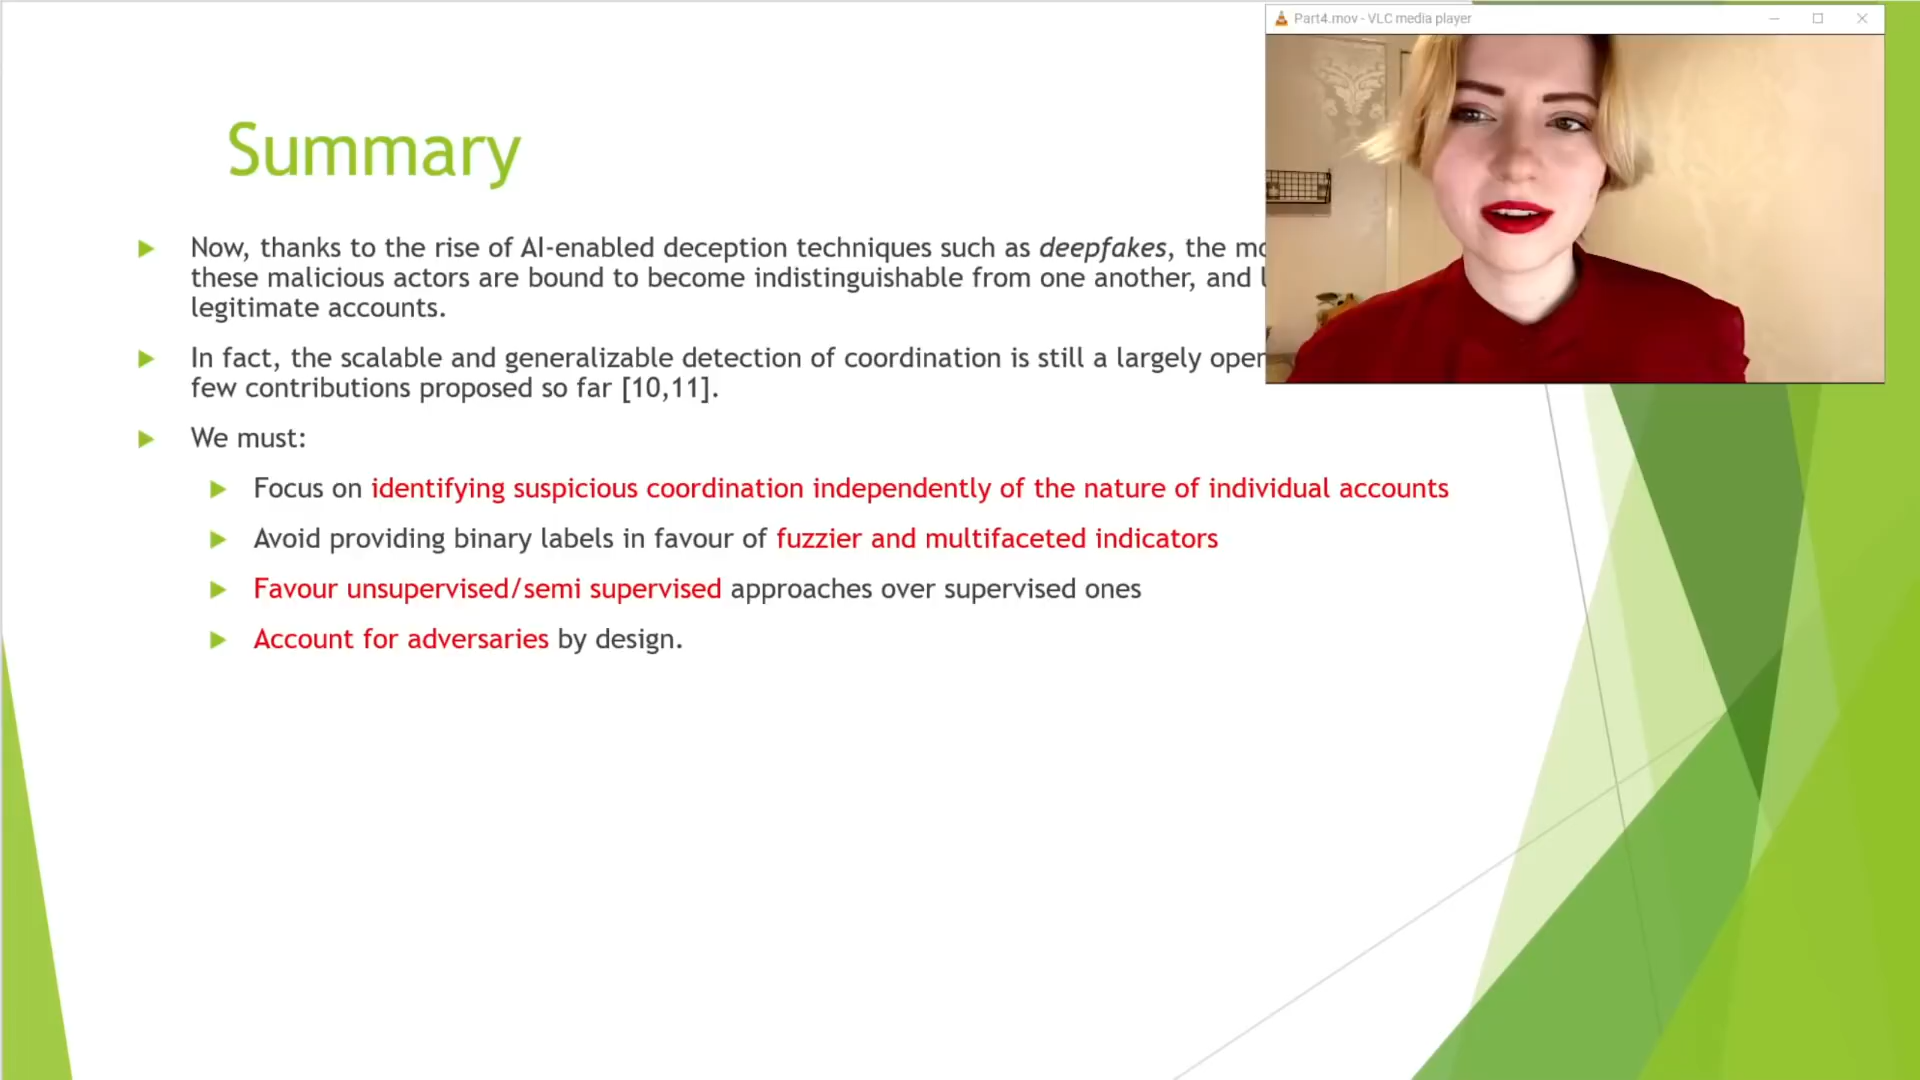 Part4.mov - VLC media player
Summary
Now, thanks to the rise of AI-enabled deception techniques such as deepfakes, the
these malicious actors are bound to become indistinguishable from one another, and
legitimate accounts.
In fact, the scalable and generalizable detection of coordination is still a largely
few contributions proposed so far [10,11].
We must:
Focus on identifying suspicious coordination independently of the nature of individual accounts
Avoid providing binary labels in favour of fuzzier and multifaceted indicators
Favour unsupervised/semi supervised approaches over supervised ones
Account for adversaries by design.